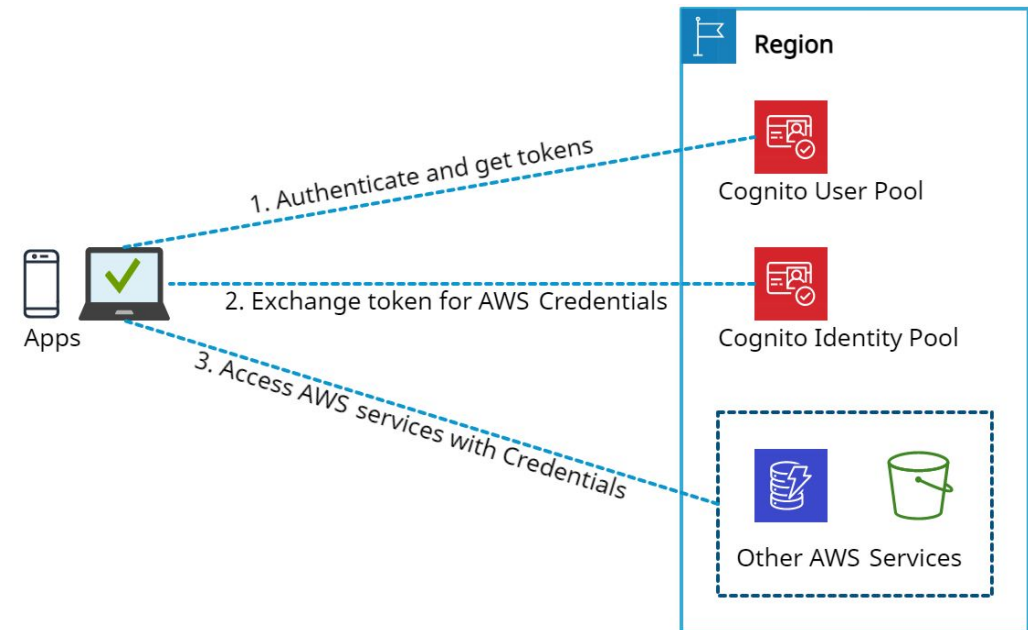 Region
1. Authenticate and get tokens
Cognito User Pool
2. Exchange token for AWS Credentials
Cognito Identity Pool
Apps
3. Access AWS services with Credentials
Other AWS Services